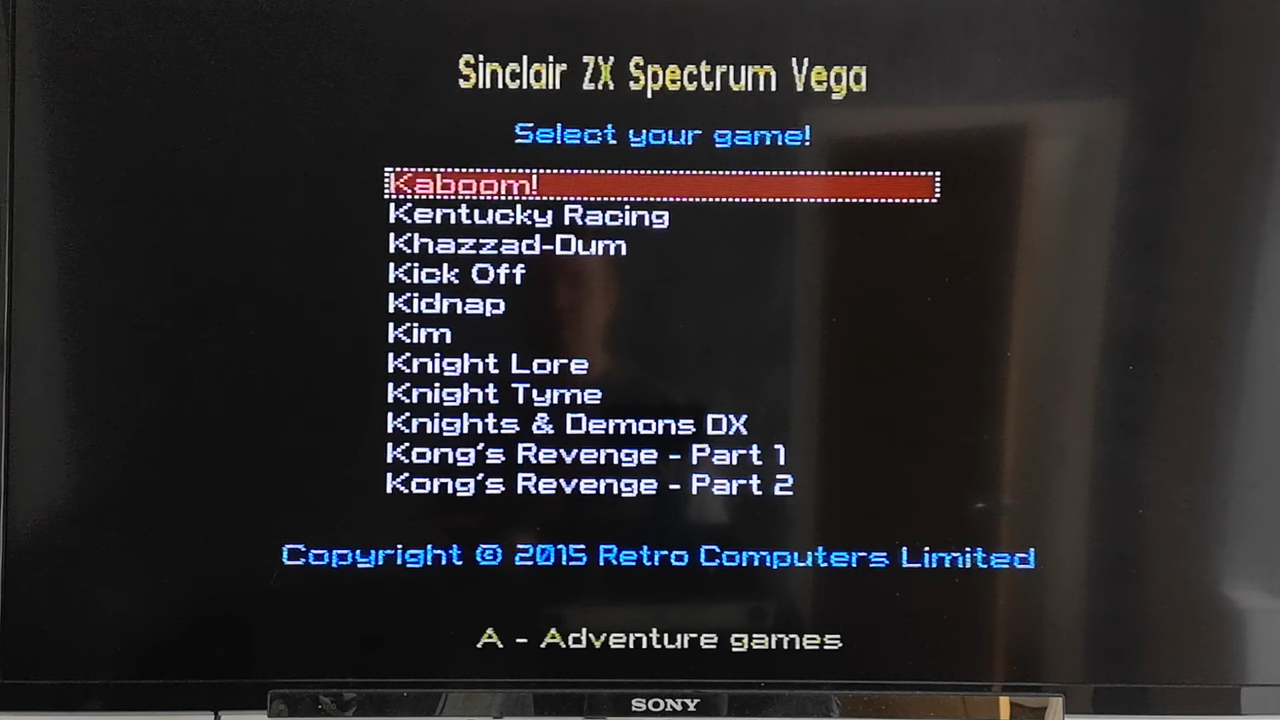 Sinclair ZX Spectrum Vega
Select your game!
Kaboom!
Kentucky Racing
Khazzad-Dum
Kick Off
Kidnap
Kim
Knight Lore
Knight Tyme
Knights & Demons DX
Kong's Revenge - Part 1
Kong's Revenge - Part 2
Copyright © 2015 Retro Computers Limited
A - Adventure games
SONY